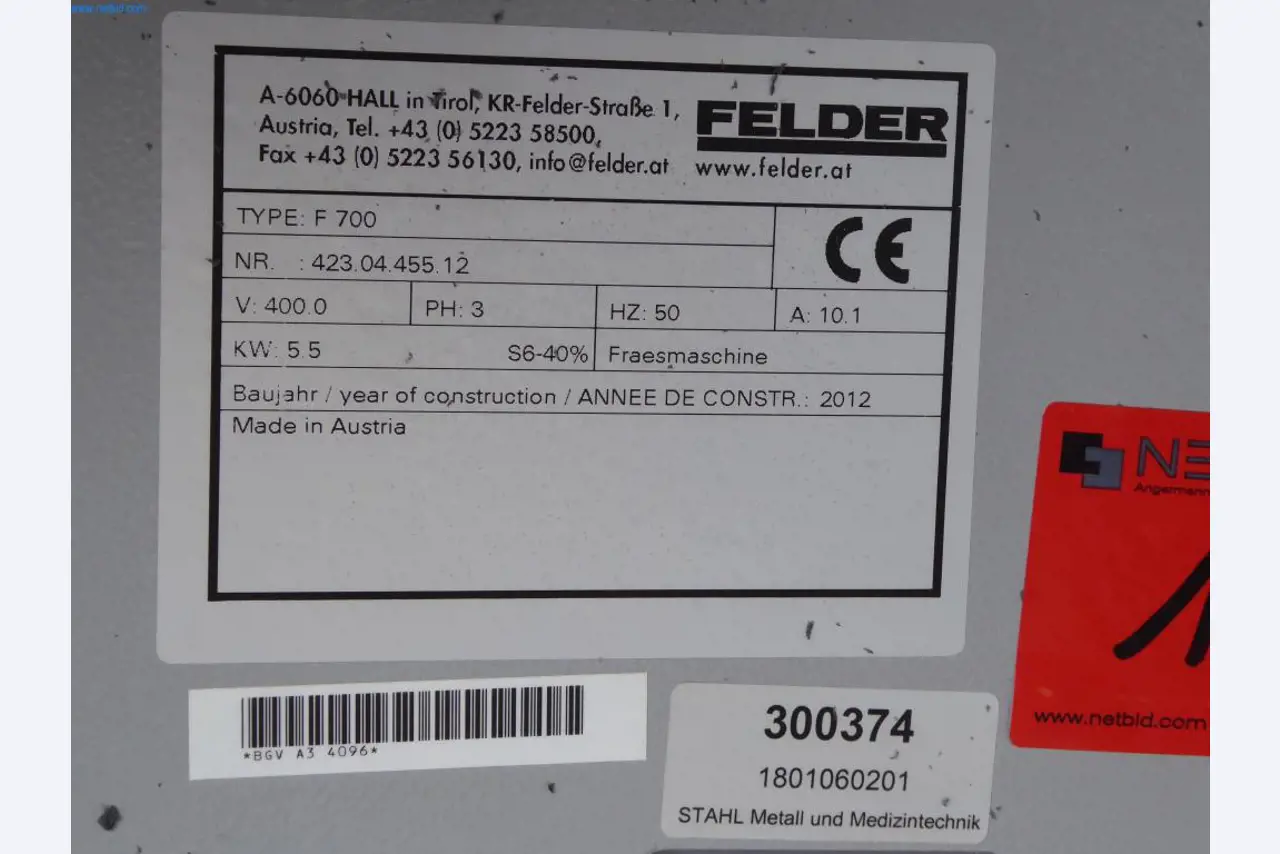 www.netbid.com
A-6060 HALL in Tirol, KR-Felder-Straße 1,
Austria, Tel. +43 (0) 5223 58500,
Fax +43 (0) 5223 56130, info@felder.at
FELDER
www.felder.at
TYPE: F 700
CE
NR. : 423.04.455.12
V: 400.0 PH: 3 HZ: 50 A: 10.1
KW: 5.5 S6-40% Fraesmaschine
Baujahr / year of construction / ANNEE DE CONSTR.: 2012
Made in Austria
Angermann
www.netbid.com
*BGV A3 4096*
300374
1801060201
STAHL Metall und Medizintechnik